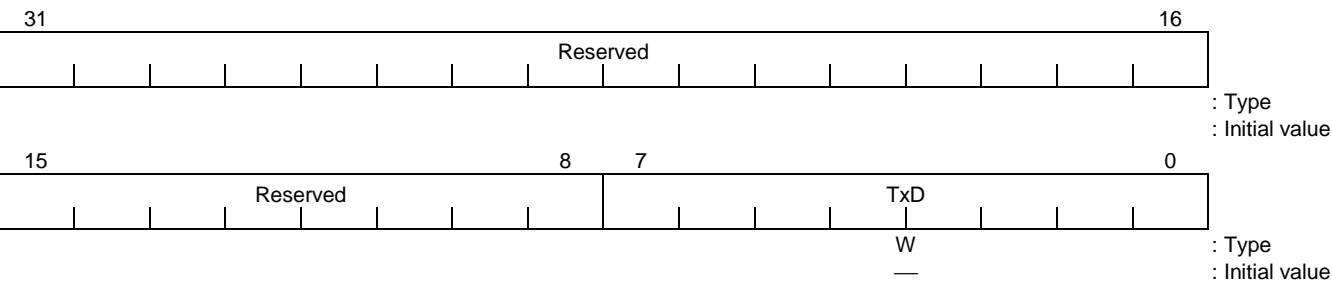 31 16
Reserved
: Type
: Initial value
15 8 7 0
Reserved TxD
W : Type
— : Initial value